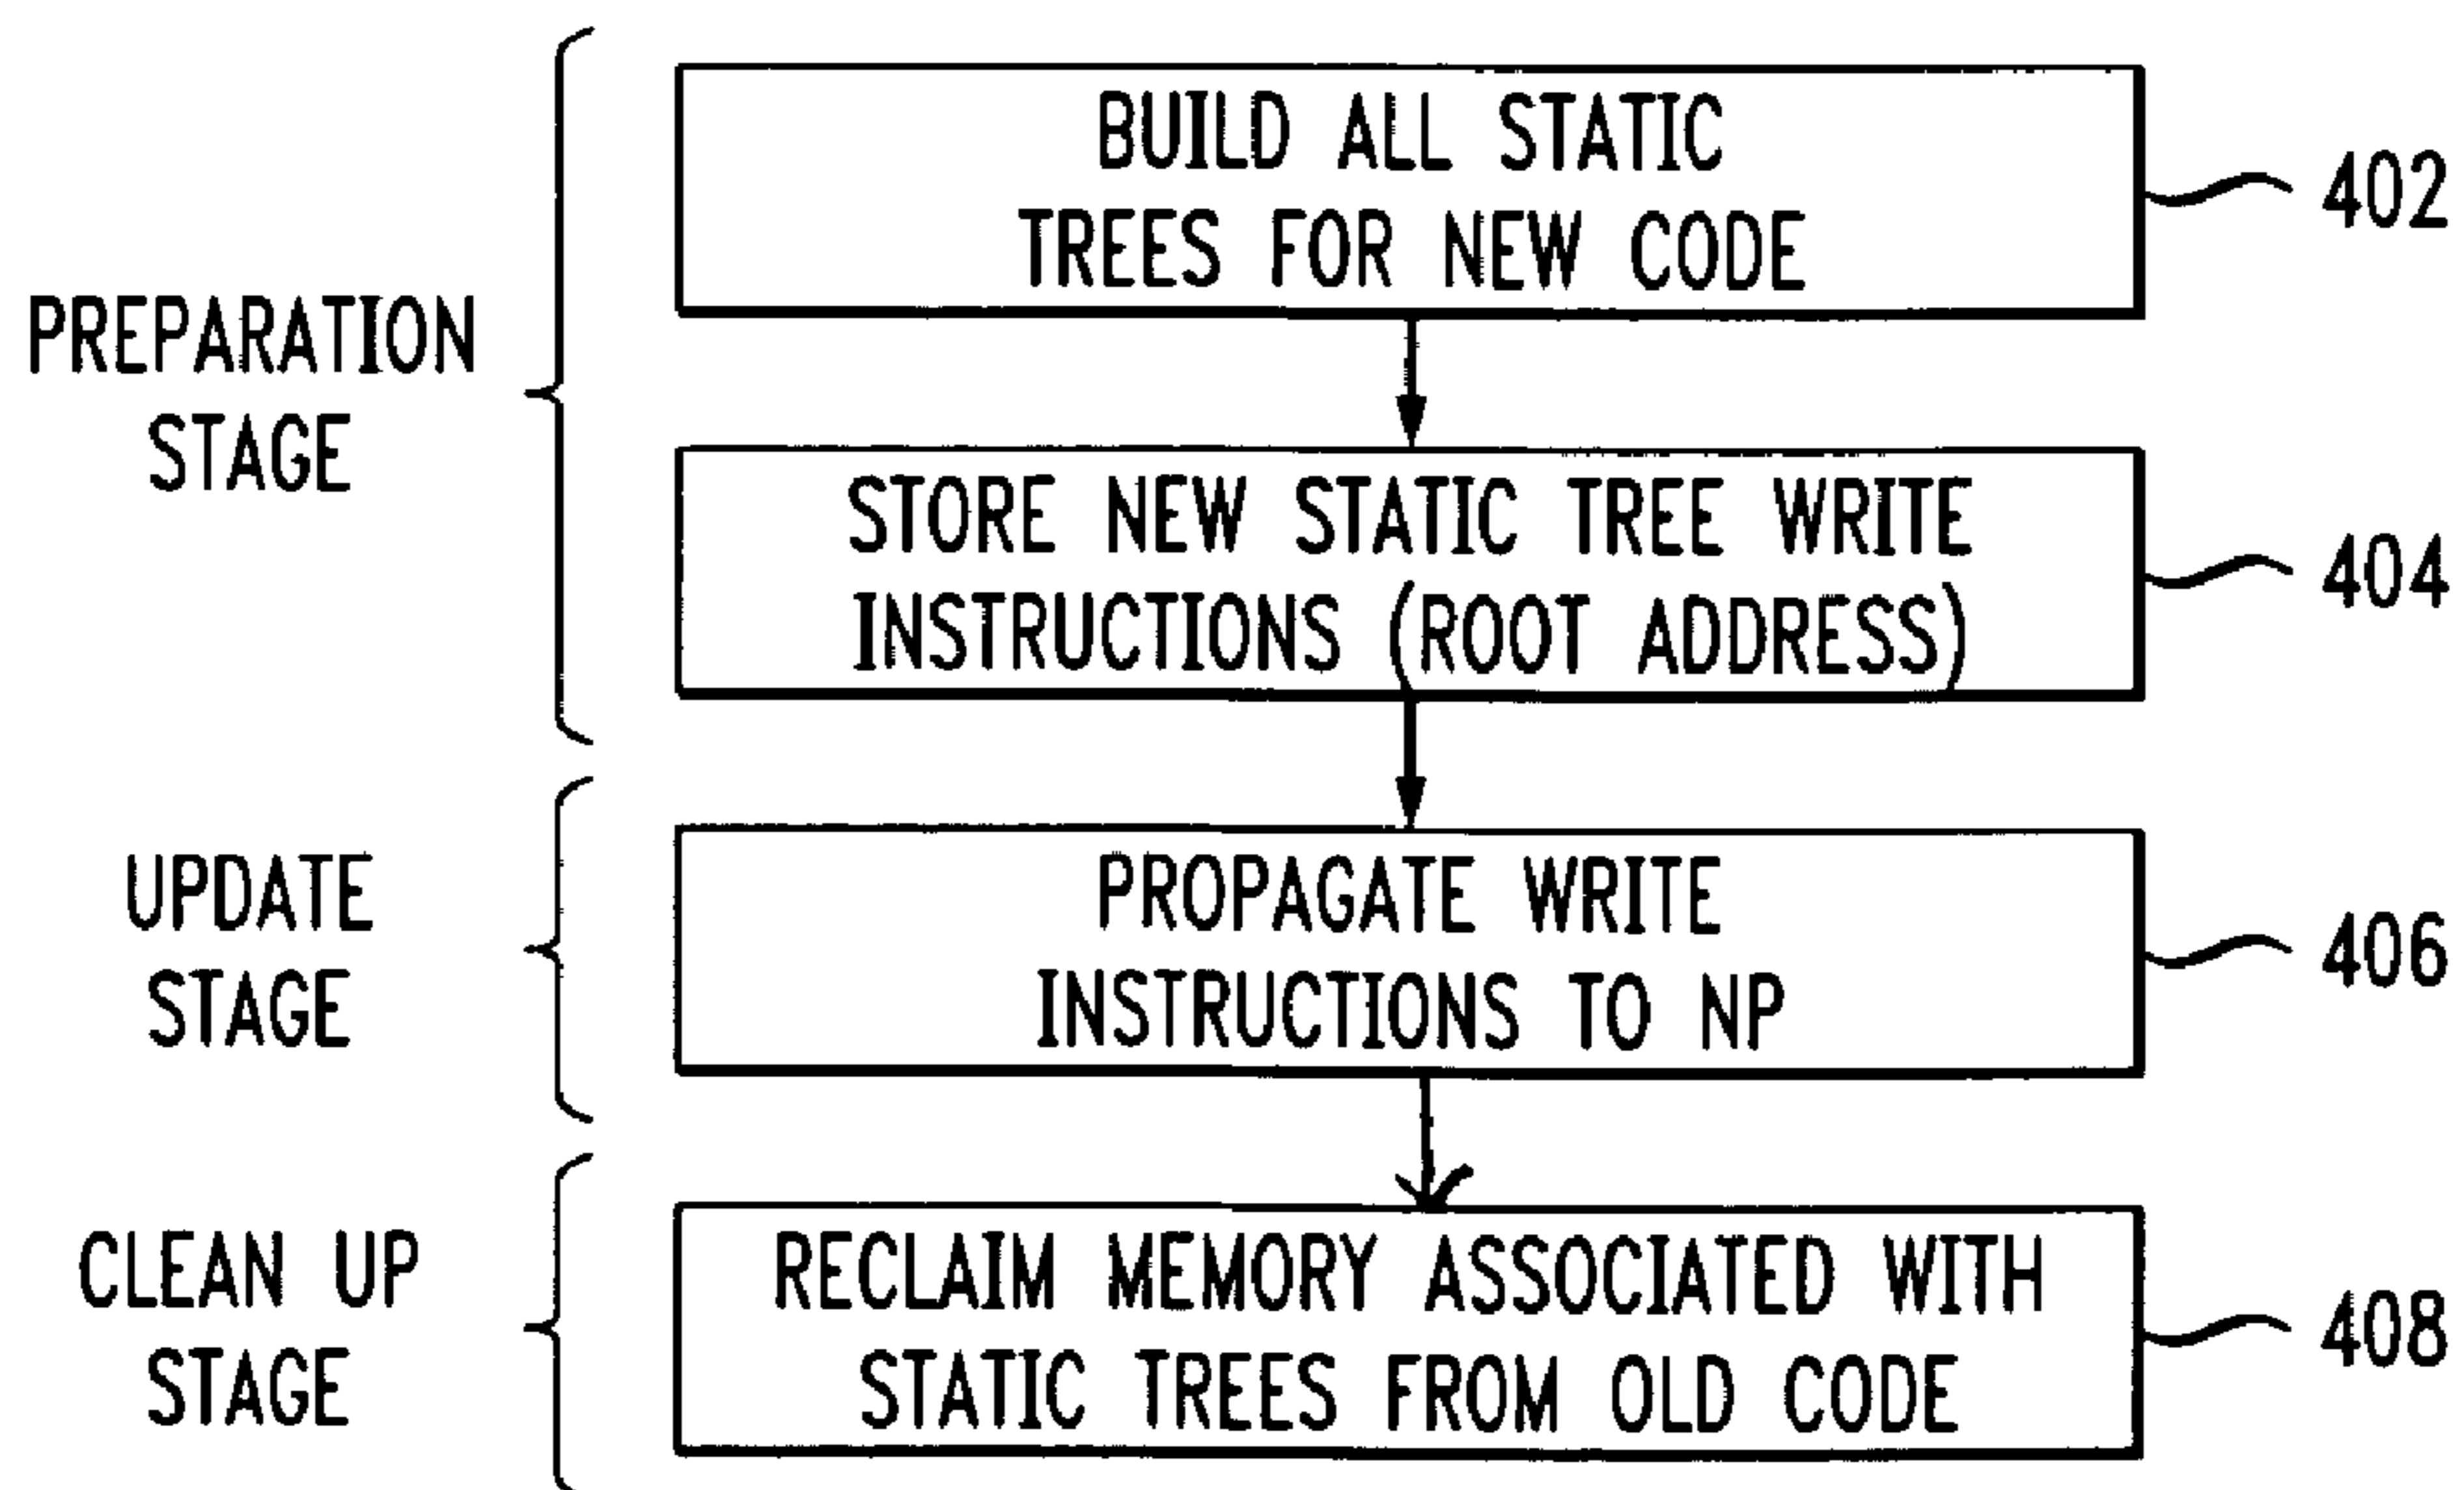 PREPARATION
STAGE
BUILD ALL STATIC
TREES FOR NEW CODE
402
STORE NEW STATIC TREE WRITE
INSTRUCTIONS (ROOT ADDRESS)
404
UPDATE
STAGE
PROPAGATE WRITE
INSTRUCTIONS TO NP
406
CLEAN UP
STAGE
RECLAIM MEMORY ASSOCIATED WITH
STATIC TREES FROM OLD CODE
408